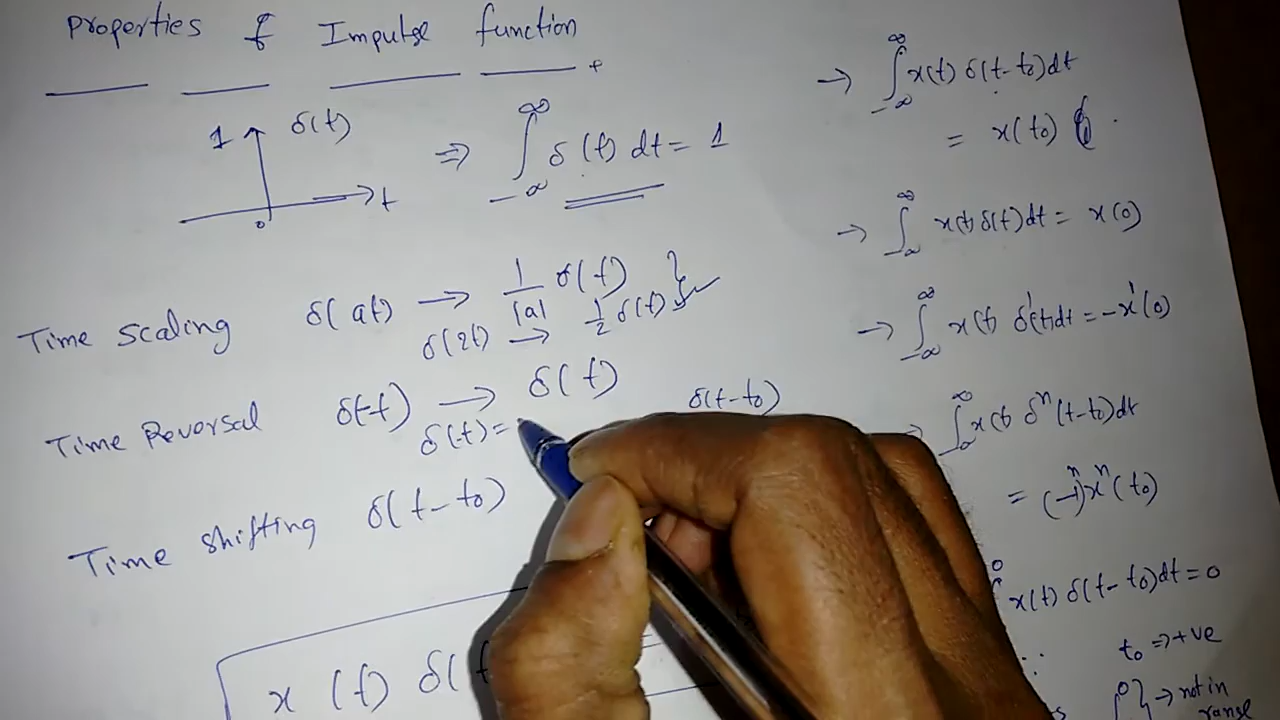 Properties of Impulse function
1 δ(t)
0 t
⇒ ∫_{-∞}^{∞} δ(t) dt = 1
Time Scaling δ(at) → 1/|a| δ(t)
δ(2t) → 1/2 δ(t)
Time Reversal δ(-t) → δ(t)
δ(-t) =
Time shifting δ(t-t0)
δ(t-t0)
x(t) δ(t
→ ∫_{-∞}^{∞} x(t) δ(t-t0) dt
= x(t0)
→ ∫_{-∞}^{∞} x(t) δ(t) dt = x(0)
→ ∫_{-∞}^{∞} x(t) δ'(t) dt = -x'(0)
→ ∫_{-∞}^{∞} x(t) δ^n(t-t0) dt
= (-1)^n x^n(t0)
0
x(t) δ(t-t0) dt = 0
∴ t0 ⇒ +ve
0} → not in
range